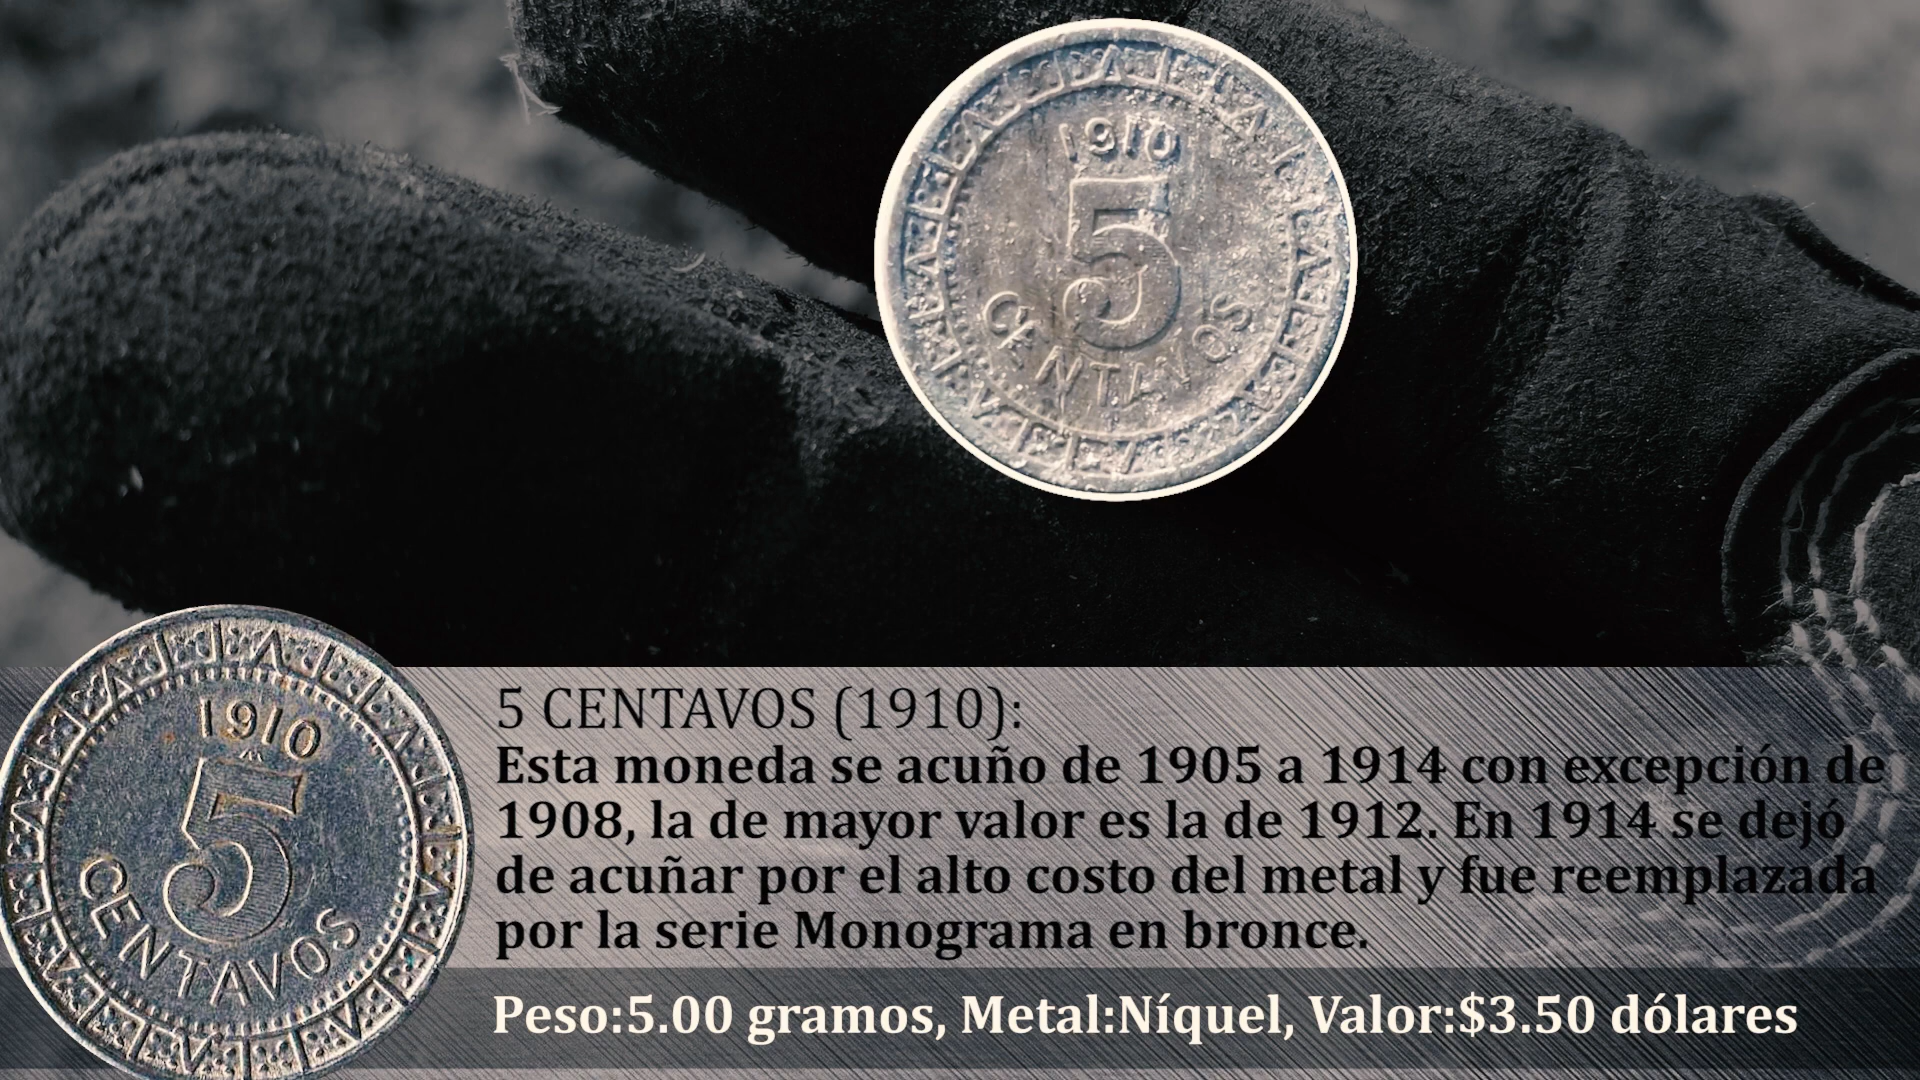 1910
5
CENTAVOS
1910
M
5
CENTAVOS
5 CENTAVOS (1910):
Esta moneda se acuño de 1905 a 1914 con excepción de
1908, la de mayor valor es la de 1912. En 1914 se dejó
de acuñar por el alto costo del metal y fue reemplazada
por la serie Monograma en bronce.
Peso:5.00 gramos, Metal:Níquel, Valor:$3.50 dólares